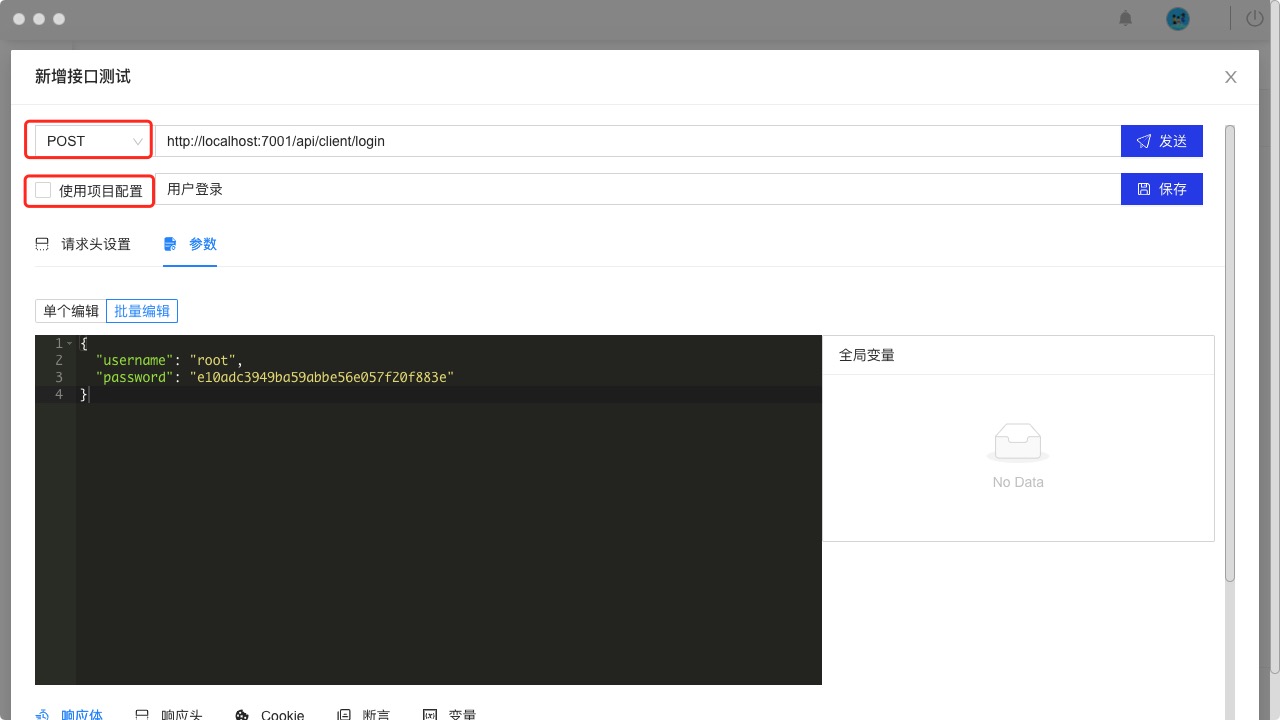 新增接口测试
POST
http://localhost:7001/api/client/login
发送
使用项目配置
用户登录
保存
请求头设置
参数
单个编辑
批量编辑
1 {
2 "username": "root",
3 "password": "e10adc3949ba59abbe56e057f20f883e"
4 }
全局变量
No Data
响应体
响应头
Cookie
断言
变量